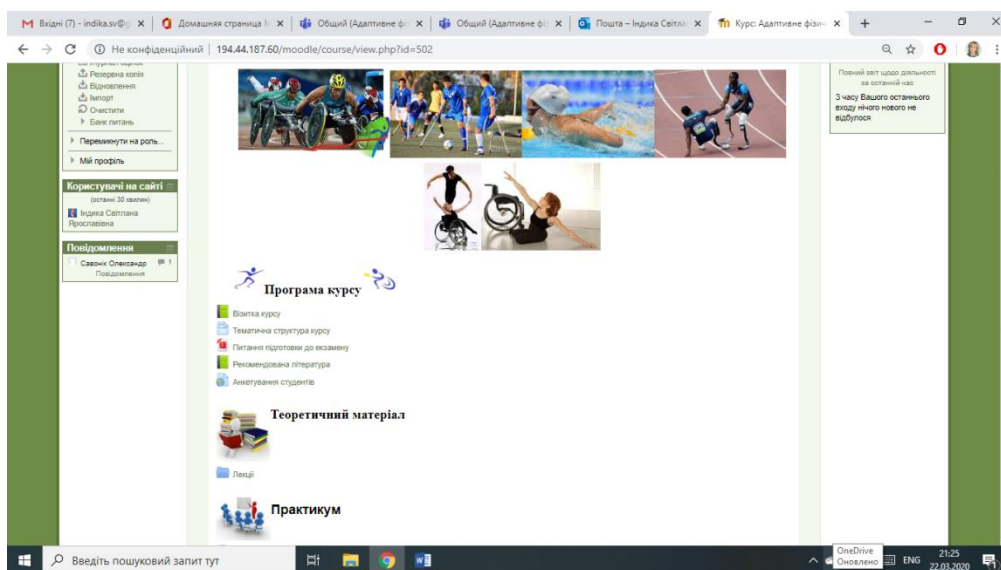 Вхідні (7) - indika.sv@g
Домашняя страница М
Общий (Адаптивне фі
Общий (Адаптивне фіз
Пошта – Індика Світла
Курс: Адаптивне фізич
Не конфіденційний | 194.44.187.60/moodle/course/view.php?id=502
Резервна копія
Відновлення
Імпорт
Очистити
Банк питань
Перемикнути на роль...
Мій профіль
Користувачі на сайті
(останні 30 хвилин)
Індика Світлана
Ярославівна
Повідомлення
Савонік Олександр 1
Повідомлення
Програма курсу
Візитка курсу
Тематична структура курсу
Питання підготовки до екзамену
Рекомендована література
Анкетування студентів
Теоретичний матеріал
Лекції
Практикум
Повний звіт щодо діяльності
за останній час
З часу Вашого останнього
входу нічого нового не
відбулося
Введіть пошуковий запит тут
OneDrive
Оновлено
ENG
21:25
22.03.2020